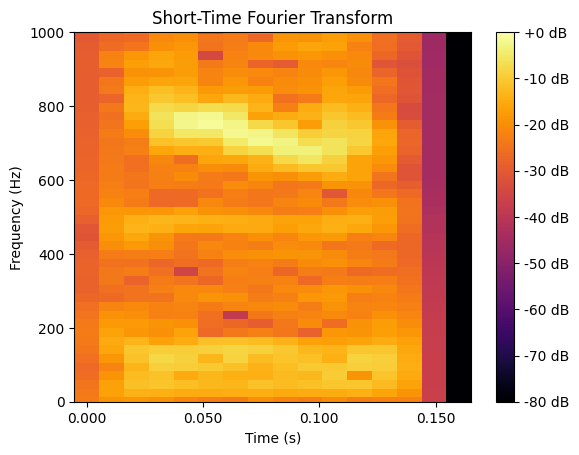 Short-Time Fourier Transform
1000
800
600
400
200
0
Frequency (Hz)
0.000
0.050
0.100
0.150
Time (s)
+0 dB
-10 dB
-20 dB
-30 dB
-40 dB
-50 dB
-60 dB
-70 dB
-80 dB